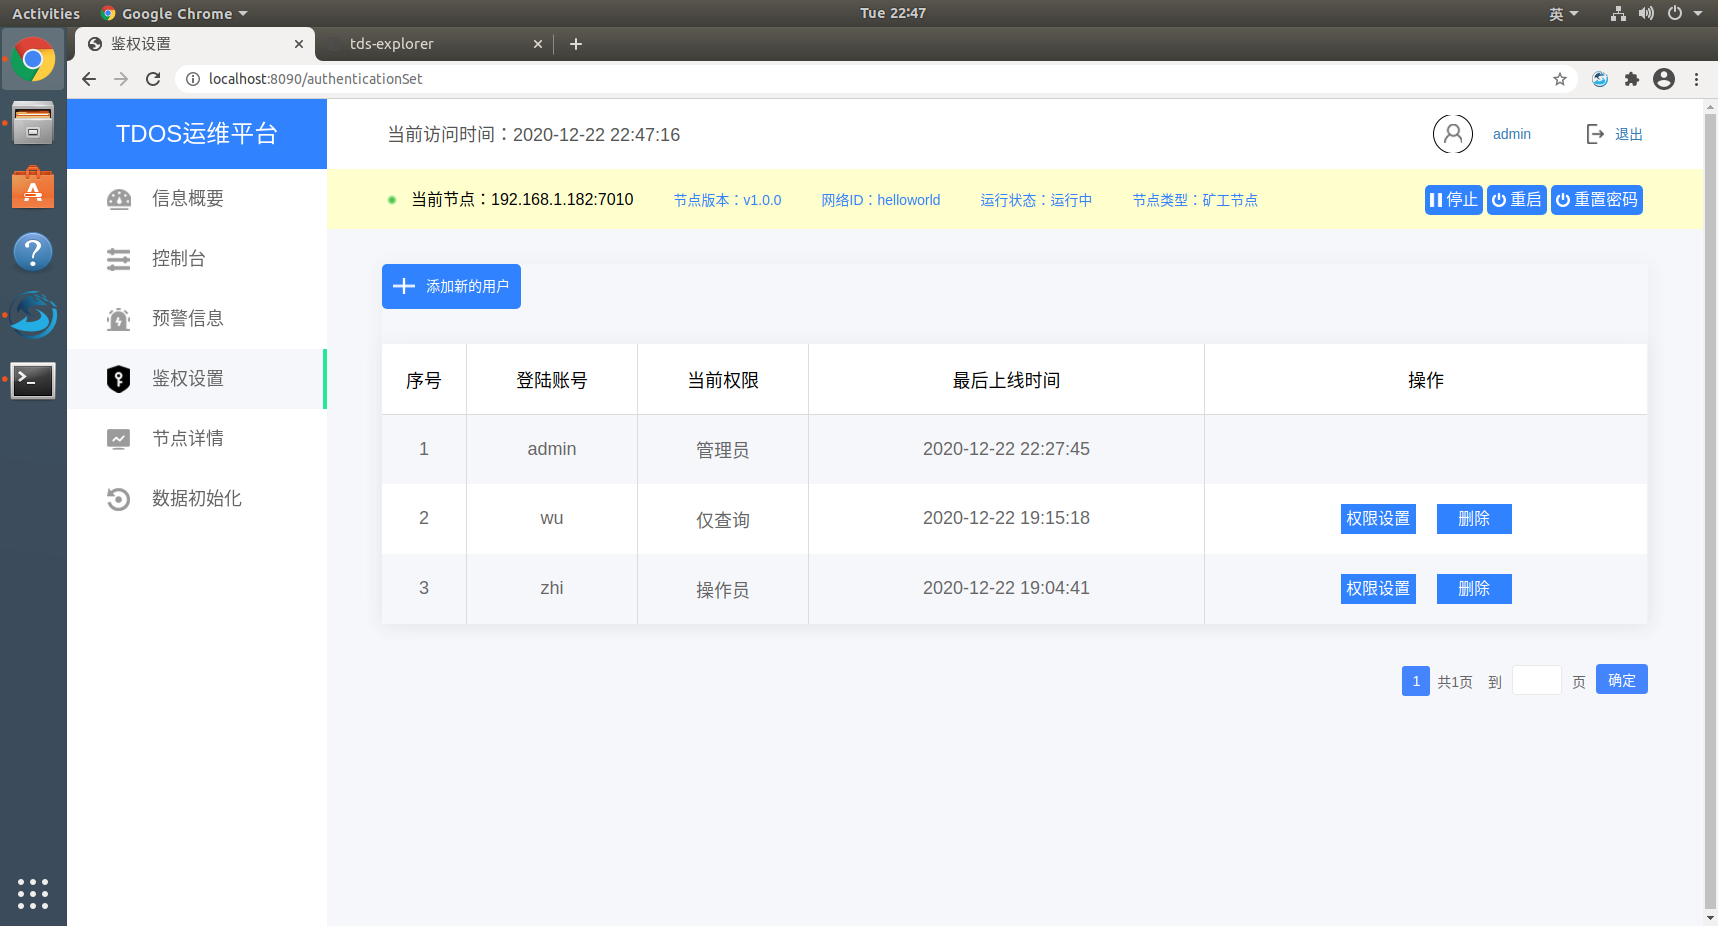 Activities Google Chrome Tue 22:47 英
鉴权设置 tds-explorer
localhost:8090/authenticationSet
TDOS运维平台 当前访问时间：2020-12-22 22:47:16 admin 退出
当前节点：192.168.1.182:7010 节点版本：v1.0.0 网络ID：helloworld 运行状态：运行中 节点类型：矿工节点 停止 重启 重置密码
信息概要
控制台
预警信息
鉴权设置
节点详情
数据初始化
添加新的用户
序号 登陆账号 当前权限 最后上线时间 操作
1 admin 管理员 2020-12-22 22:27:45
2 wu 仅查询 2020-12-22 19:15:18 权限设置 删除
3 zhi 操作员 2020-12-22 19:04:41 权限设置 删除
1 共1页 到 页 确定